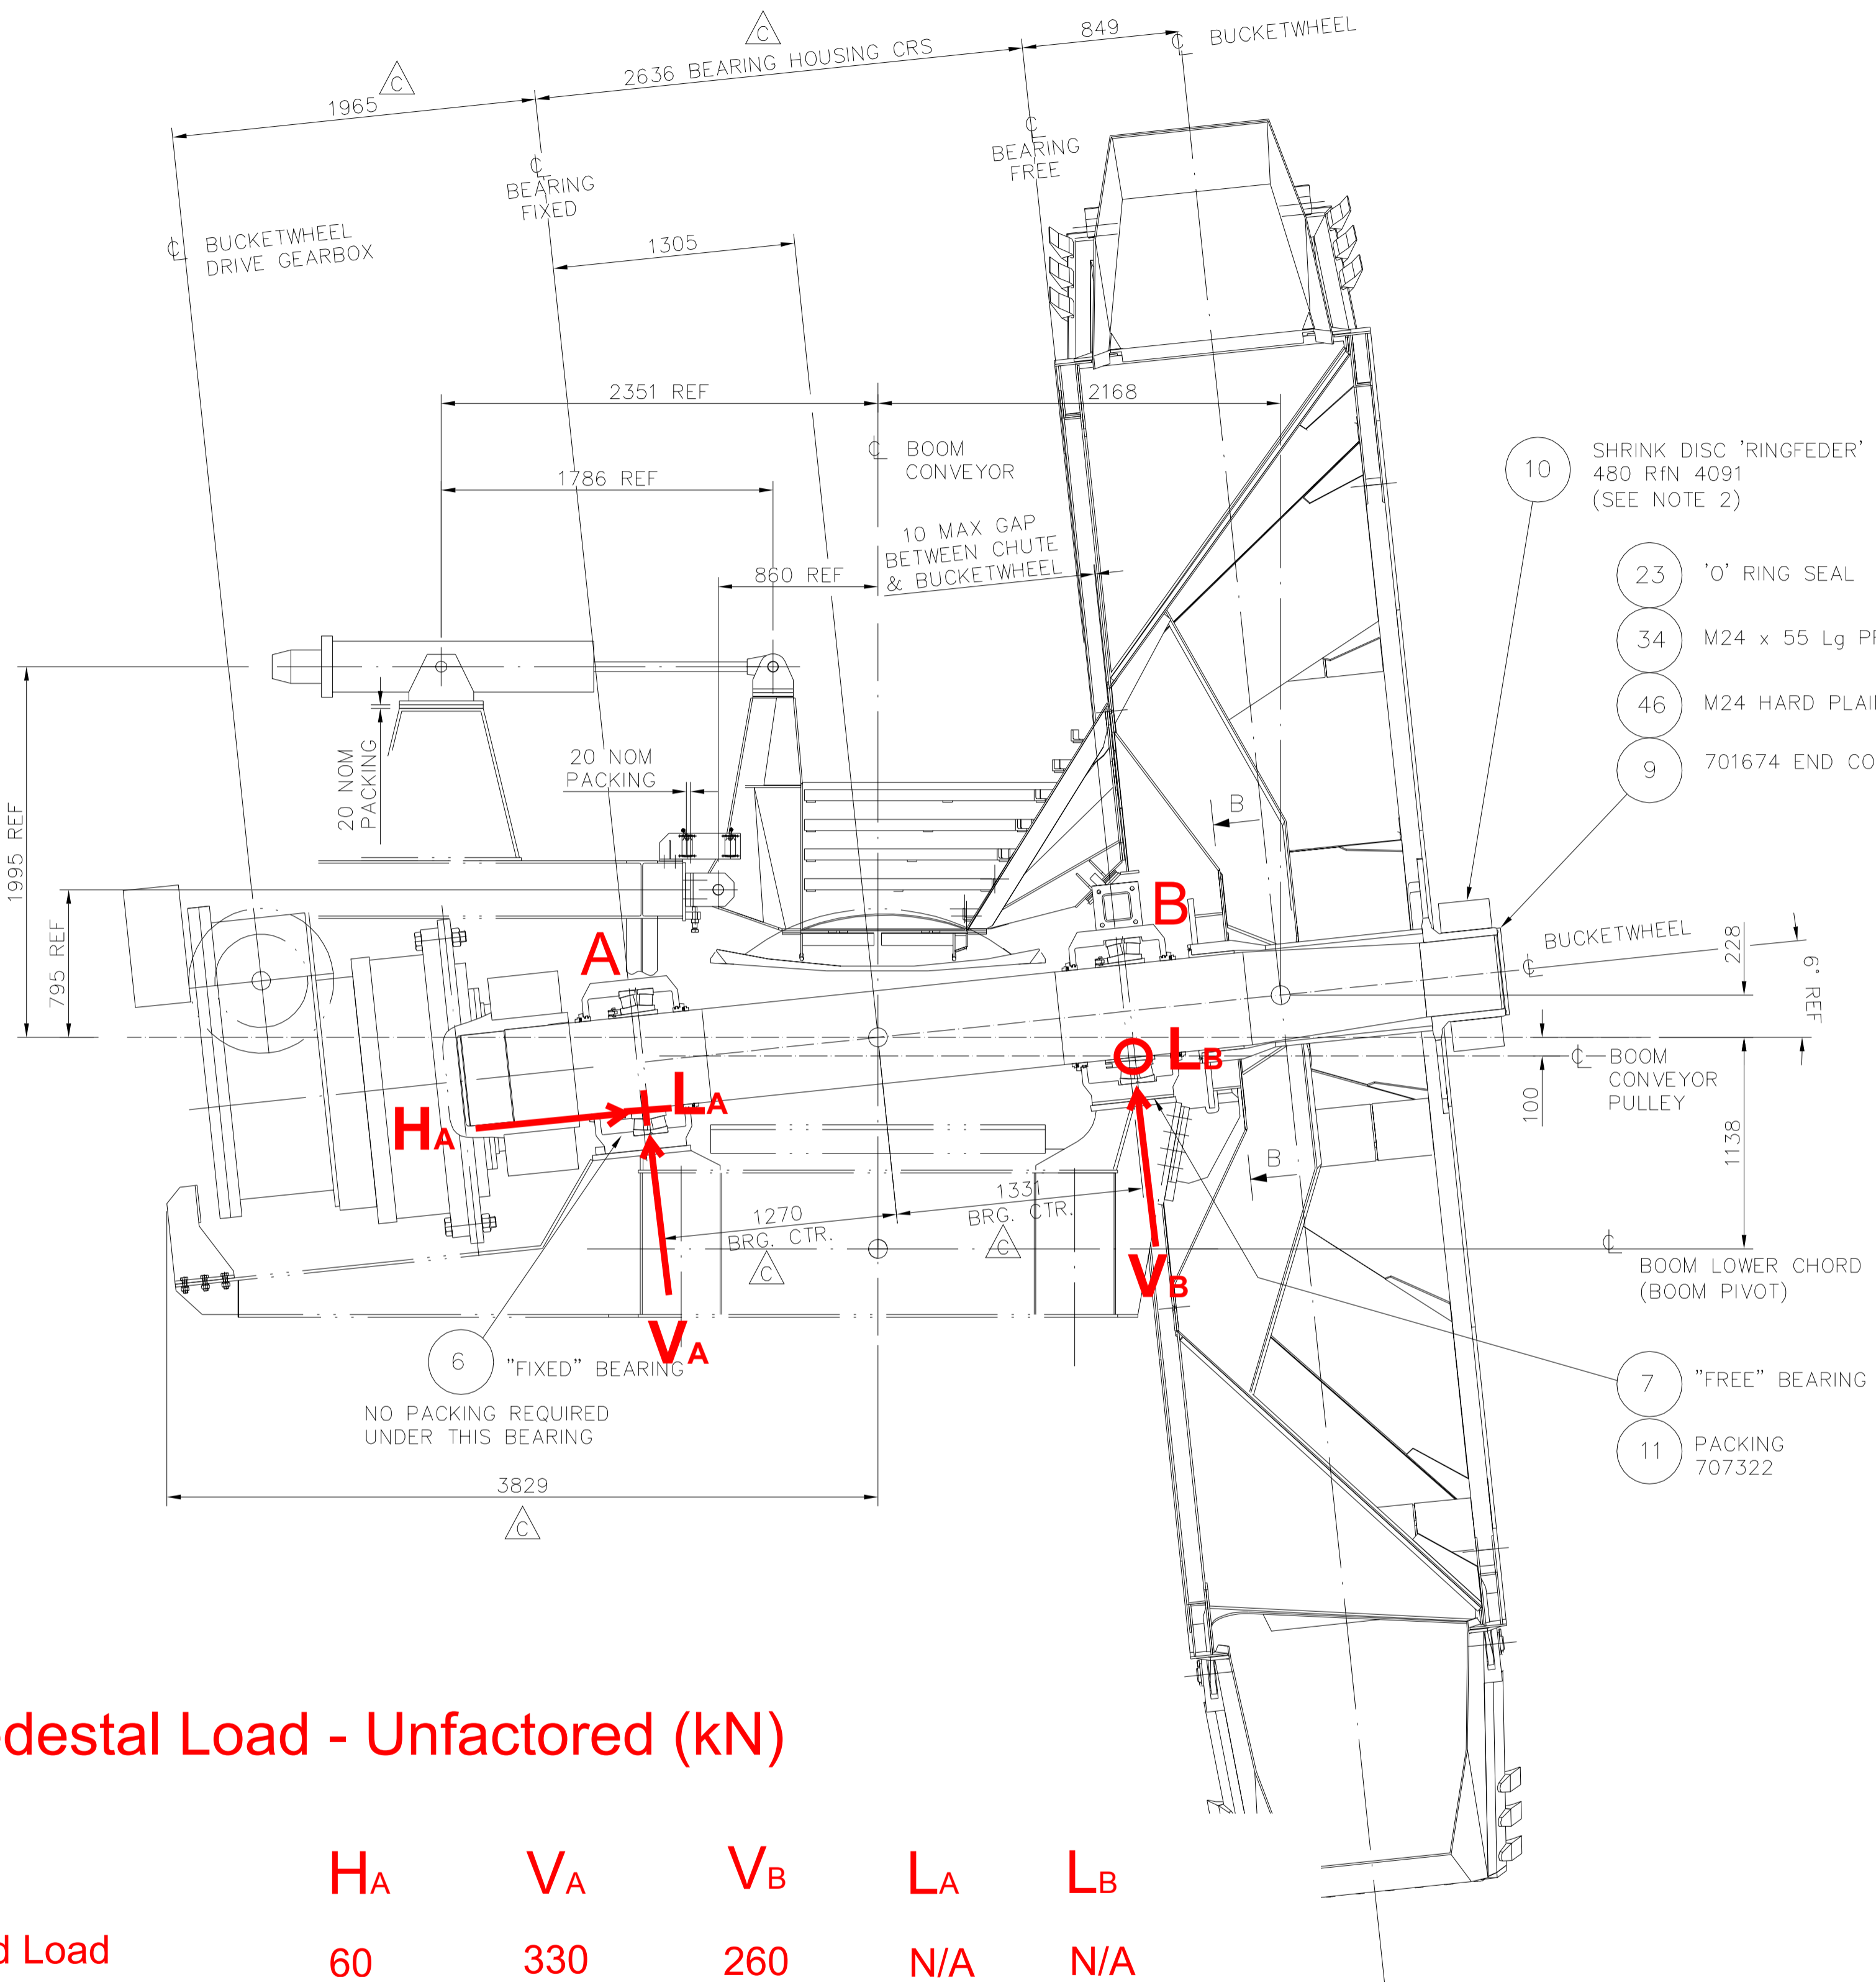 849
℄ BUCKETWHEEL
C
2636 BEARING HOUSING CRS
C
1965
℄
BEARING
FREE
℄
BEARING
FIXED
℄ BUCKETWHEEL
DRIVE GEARBOX
1305
2351 REF
2168
℄ BOOM
CONVEYOR
1786 REF
10 MAX GAP
BETWEEN CHUTE
& BUCKETWHEEL
860 REF
10
SHRINK DISC 'RINGFEDER'
480 RfN 4091
(SEE NOTE 2)
23 'O' RING SEAL
34 M24 x 55 Lg
46 M24 HARD
9 701674 END
1995 REF
20 NOM
PACKING
20 NOM
PACKING
B
795 REF
A
B
BUCKETWHEEL
℄
228
6° REF
LB
℄ BOOM
CONVEYOR
PULLEY
100
LA
HA
1138
B
1331
BRG. CTR.
C
1270
BRG. CTR.
C
℄
BOOM LOWER CHORD
(BOOM PIVOT)
VB
VA
6 "FIXED" BEARING
NO PACKING REQUIRED
UNDER THIS BEARING
7 "FREE" BEARING
11 PACKING
707322
3829
C
Load - Unfactored (kN)
HA VA VB LA LB
Load 60 330 260 N/A N/A